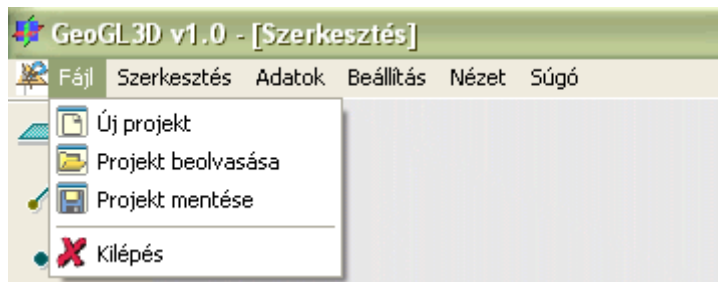 GeoGL3D v1.0 - [Szerkesztés]
Fájl Szerkesztés Adatok Beállítás Nézet Súgó
Új projekt
Projekt beolvasása
Projekt mentése
Kilépés